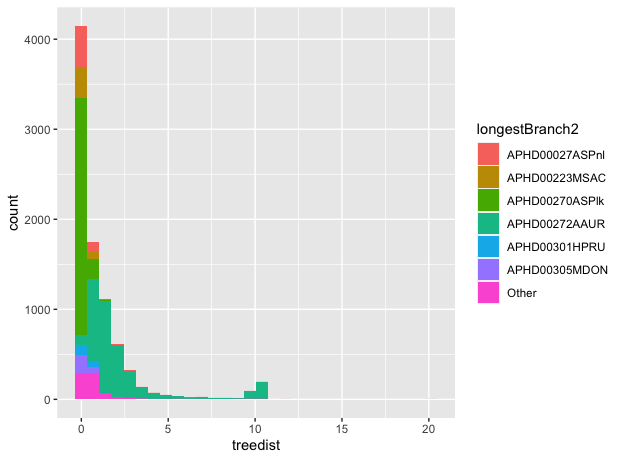 4000
3000
2000
1000
0
count
0
5
10
15
20
treedist
longestBranch2
APHD00027ASPnl
APHD00223MSAC
APHD00270ASPlk
APHD00272AAUR
APHD00301HPRU
APHD00305MDON
Other